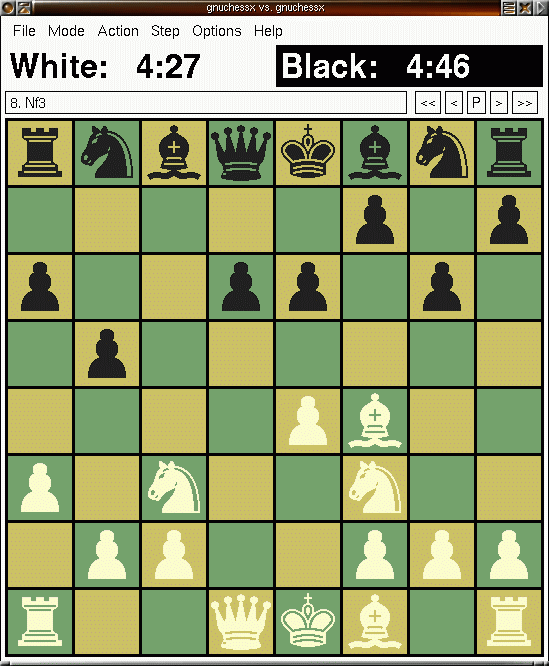 gnuchessx vs. gnuchessx
File Mode Action Step Options Help
White: 4:27 Black: 4:46
8. Nf3 << < P > >>